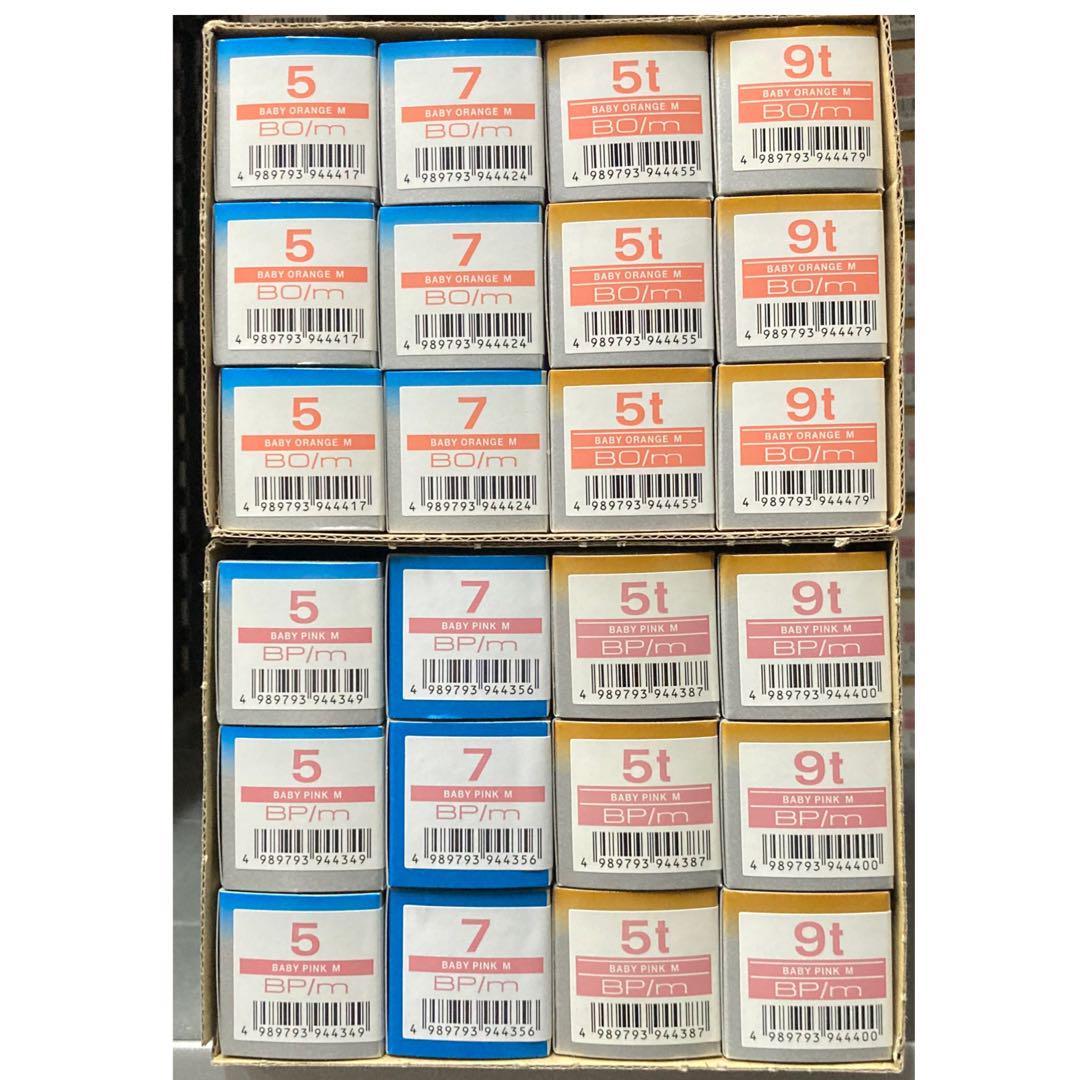 5
BABY ORANGE M
BO/m
4 989793 944417
7
BABY ORANGE M
BO/m
4 989793 944424
5t
BABY ORANGE M
BO/m
4 989793 944455
9t
BABY ORANGE M
BO/m
4 989793 944479
5
BABY ORANGE M
BO/m
4 989793 944417
7
BABY ORANGE M
BO/m
4 989793 944424
5t
BABY ORANGE M
BO/m
4 989793 944455
9t
BABY ORANGE M
BO/m
4 989793 944479
5
BABY ORANGE M
BO/m
4 989793 944417
7
BABY ORANGE M
BO/m
4 989793 944424
5t
BABY ORANGE M
BO/m
4 989793 944455
9t
BABY ORANGE M
BO/m
4 989793 944479
5
BABY PINK M
BP/m
4 989793 944349
7
BABY PINK M
BP/m
4 989793 944356
5t
BABY PINK M
BP/m
4 989793 944387
9t
BABY PINK M
BP/m
4 989793 944400
5
BABY PINK M
BP/m
4 989793 944349
7
BABY PINK M
BP/m
4 989793 944356
5t
BABY PINK M
BP/m
4 989793 944387
9t
BABY PINK M
BP/m
4 989793 944400
5
BABY PINK M
BP/m
4 989793 944349
7
BABY PINK M
BP/m
4 989793 944356
5t
BABY PINK M
BP/m
4 989793 944387
9t
BABY PINK M
BP/m
4 989793 944400